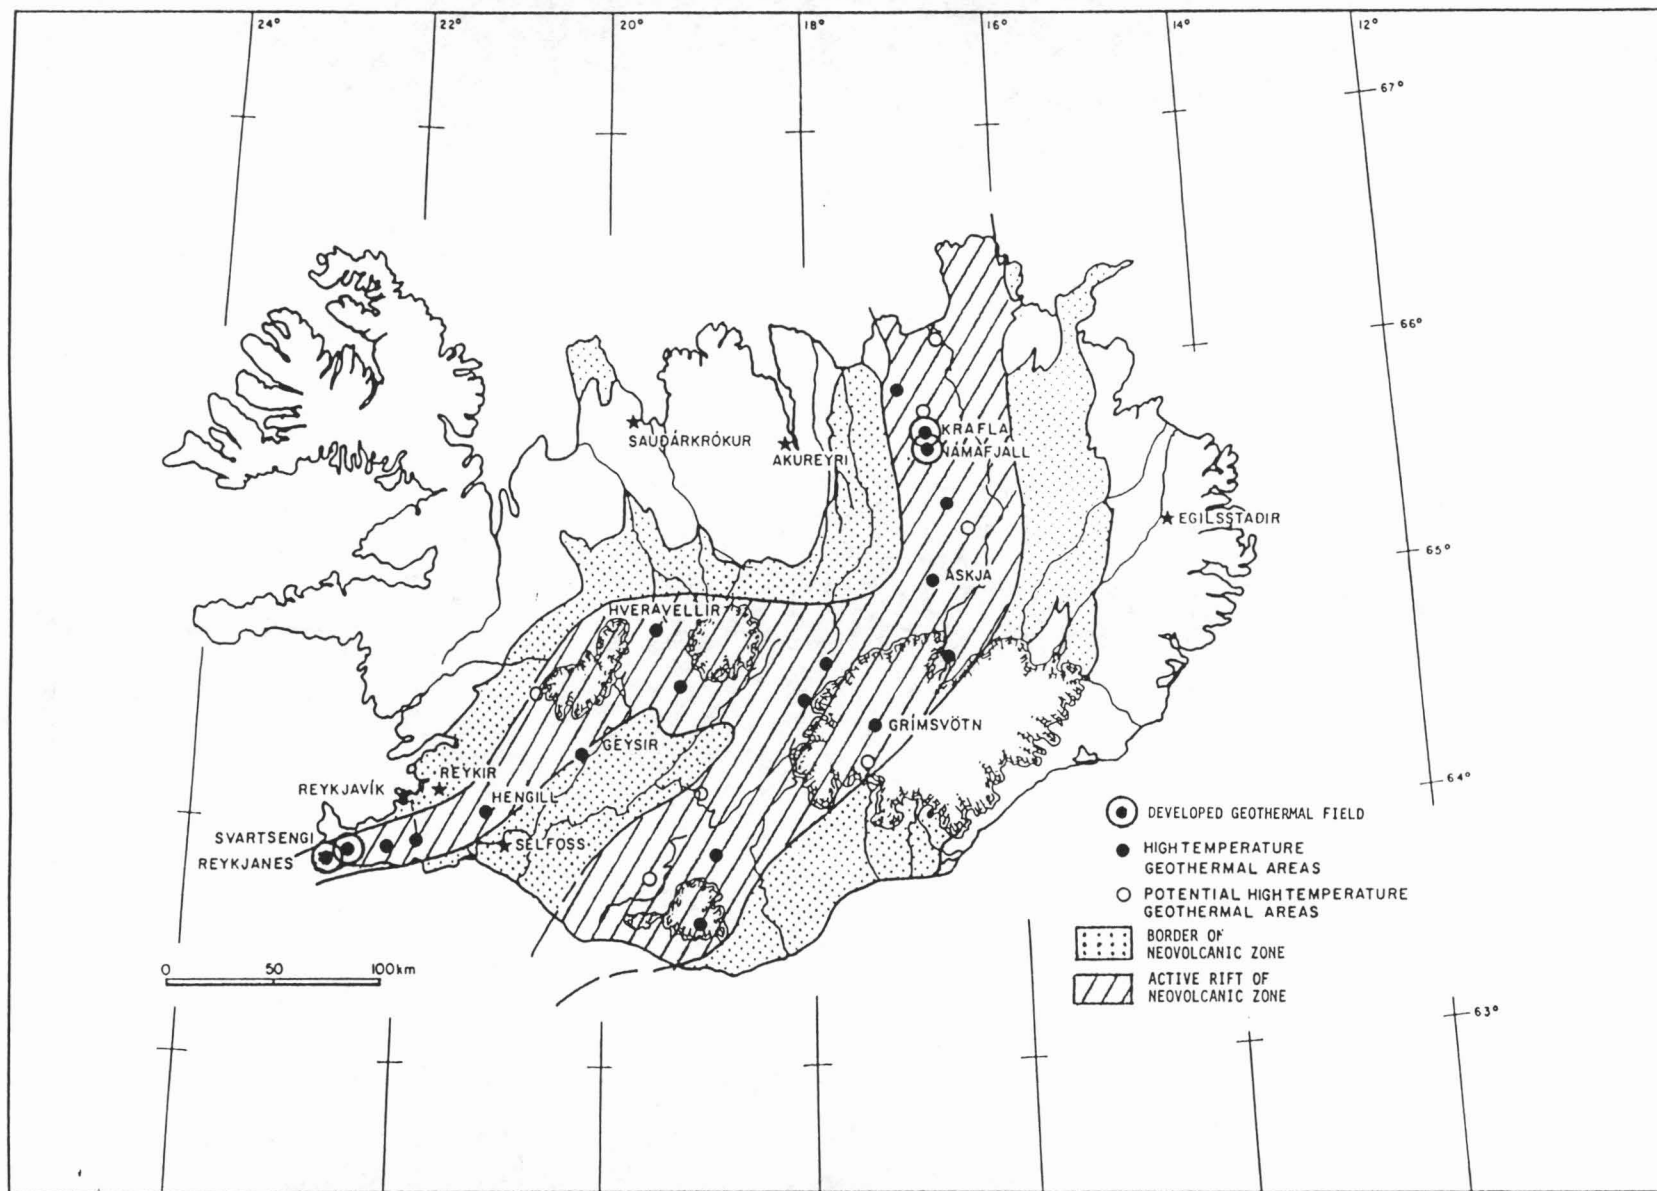 24°
22°
20°
18°
16°
14°
12°
67°
66°
65°
64°
63°
SAUDÁRKRÓKUR
AKUREYRI
KRAFLA
NÁMAFJALL
EGILSSTADIR
ASKJA
HVERAVELLIR
GRÍMSVÖTN
GEYSIR
REYKIR
REYKJAVÍK
HENGILL
SVARTSENGI
REYKJANES
SELFOSS
DEVELOPED GEOTHERMAL FIELD
HIGHTEMPERATURE
GEOTHERMAL AREAS
POTENTIAL HIGHTEMPERATURE
GEOTHERMAL AREAS
BORDER OF
NEOVOLCANIC ZONE
ACTIVE RIFT OF
NEOVOLCANIC ZONE
0 50 100km